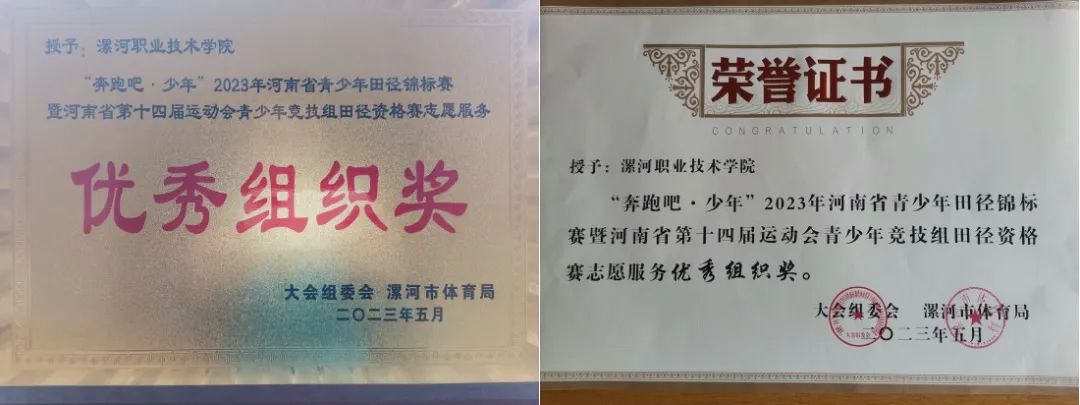 授予：漯河职业技术学院
“奔跑吧·少年”2023年河南省青少年田径锦标赛
暨河南省第十四届运动会青少年竞技组田径资格赛志愿服务
优秀组织奖
大会组委会 漯河市体育局
二〇二三年五月
荣誉证书
CONGRATULATION
授予：漯河职业技术学院
“奔跑吧·少年”2023年河南省青少年田径锦标
赛暨河南省第十四届运动会青少年竞技组田径资格
赛志愿服务优秀组织奖。
大会组委会 漯河市体育局
二〇二三年五月